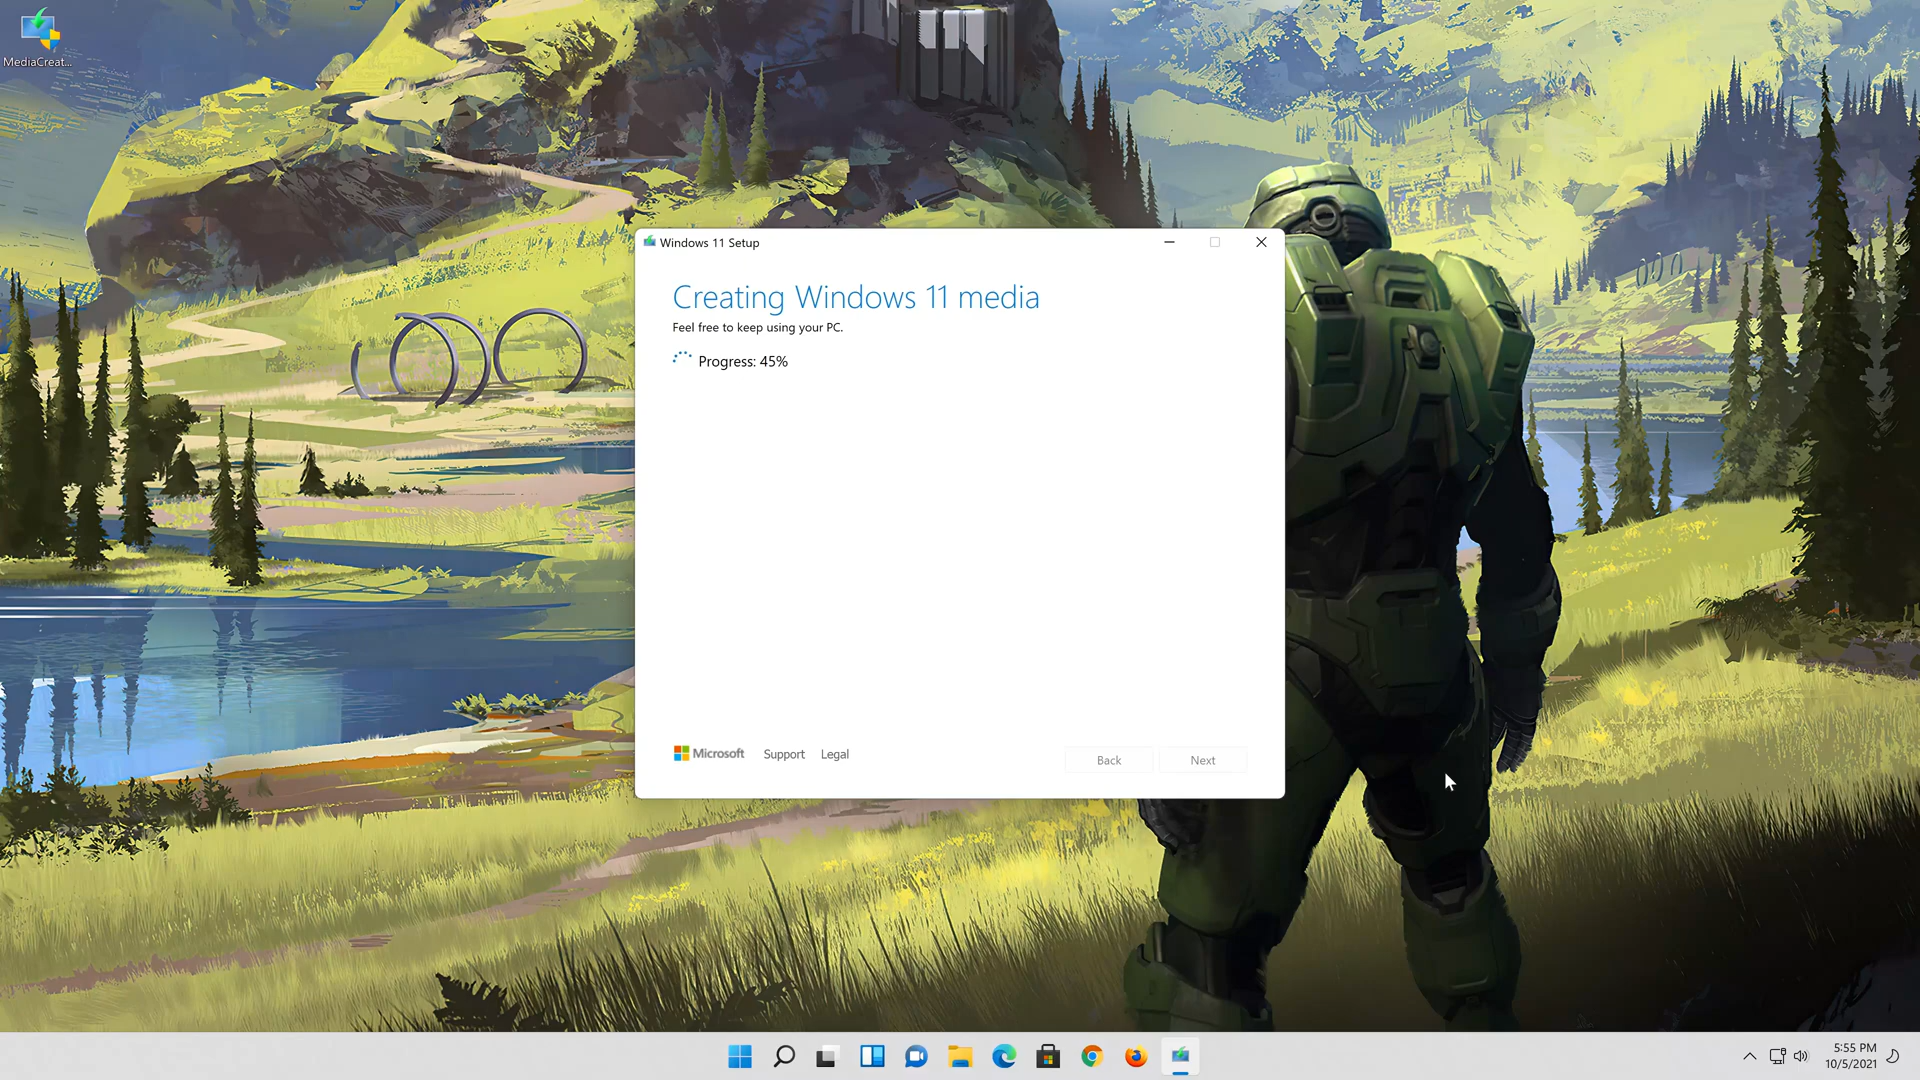 MediaCreat...
Windows 11 Setup
Creating Windows 11 media
Feel free to keep using your PC.
Progress: 45%
Microsoft
Support
Legal
Back
Next
5:55 PM
10/5/2021